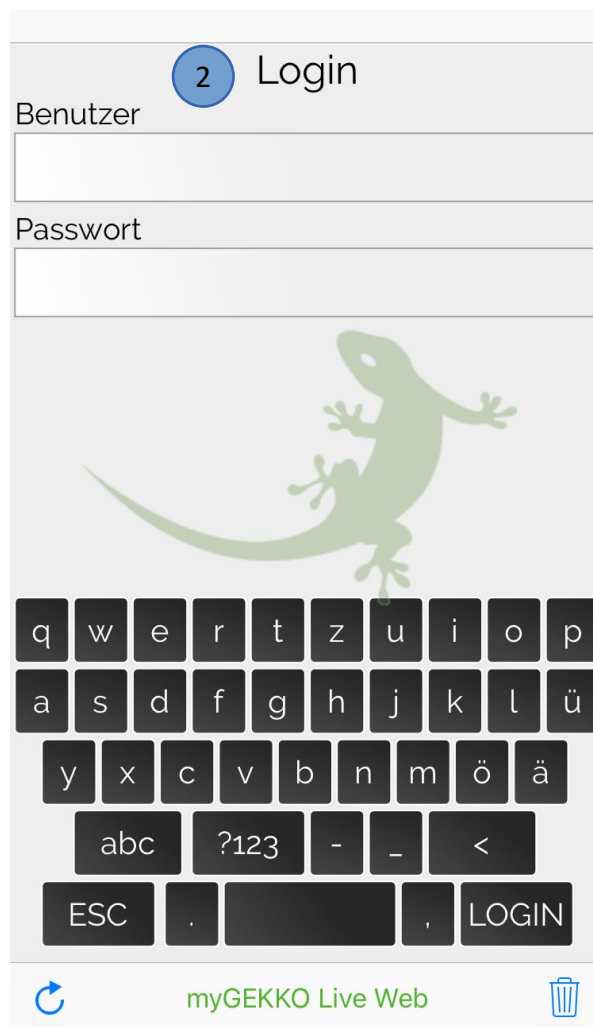 2 Login
Benutzer
Passwort
q w e r t z u i o p
a s d f g h j k l ü
y x c v b n m ö ä
abc ?123 - _ <
ESC . , LOGIN
myGEKKO Live Web